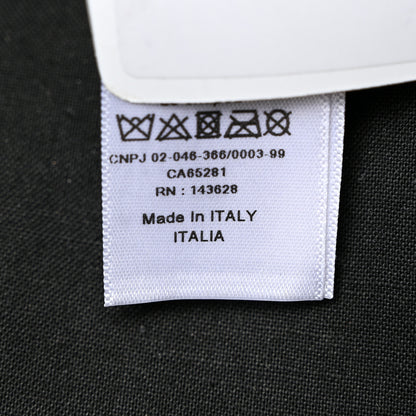 CNPJ 02-046-366/0003-99
CA65281
RN : 143628
Made In ITALY
ITALIA